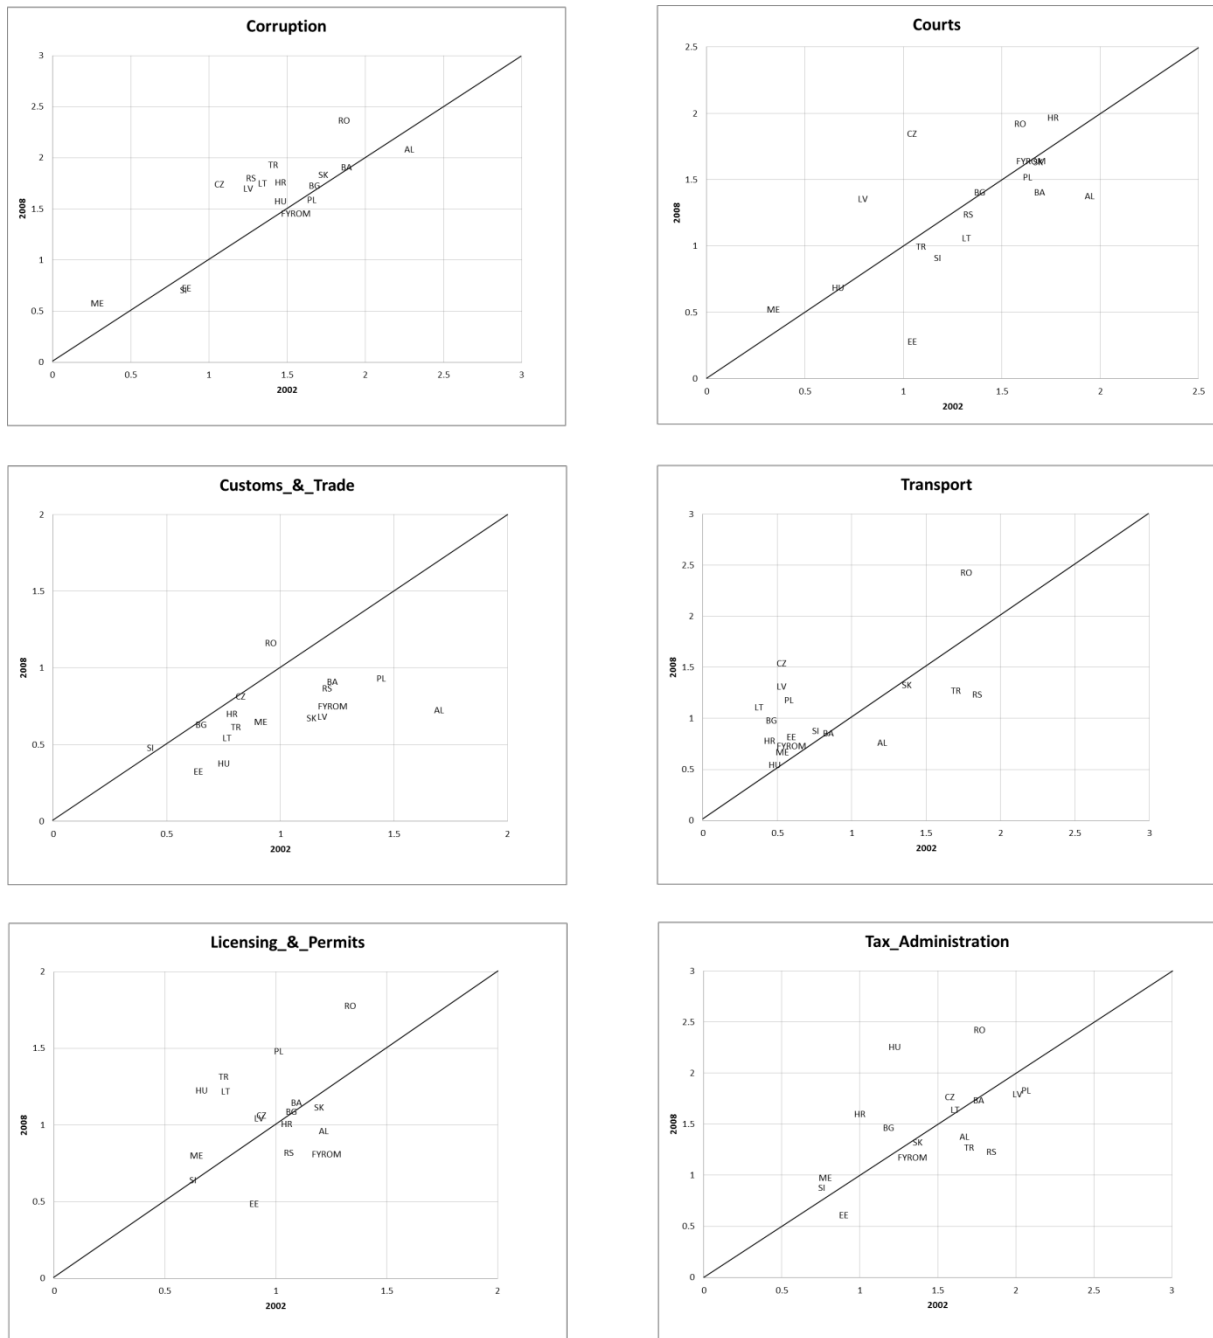 Corruption
3
2.5
2
1.5
1
0.5
0
2008
RO
AL
TR
BA
SK
RS
CZ
LV
LT
HR
BG
HU
PL
FYROM
EE
SI
ME
0 0.5 1 1.5 2 2.5 3
2002
Courts
2.5
2
1.5
1
0.5
0
2008
HR
RO
CZ
FYROM
SK
PL
LV
BG
BA
AL
RS
LT
TR
SI
HU
ME
EE
0 0.5 1 1.5 2 2.5
2002
Customs_&_Trade
2
1.5
1
0.5
0
2008
RO
BA
PL
RS
CZ
FYROM
AL
HR
SK LV
ME
BG
TR
LT
SI
HU
EE
0 0.5 1 1.5 2
2002
Transport
3
2.5
2
1.5
1
0.5
0
2008
RO
CZ
LV
SK
TR
RS
PL
LT
BG
SI
BA
EE
HR
FYROM
AL
ME
HU
0 0.5 1 1.5 2 2.5 3
2002
Licensing_&_Permits
2
1.5
1
0.5
0
2008
RO
PL
TR
HU
LT
BA
SK
BG
CZ
LV
HR
AL
RS
FYROM
ME
SI
EE
0 0.5 1 1.5 2
2002
Tax_Administration
3
2.5
2
1.5
1
0.5
0
2008
RO
HU
PL
LV
CZ
BA
LT
HR
BG
AL
SK
TR
RS
FYROM
ME
SI
EE
0 0.5 1 1.5 2 2.5 3
2002